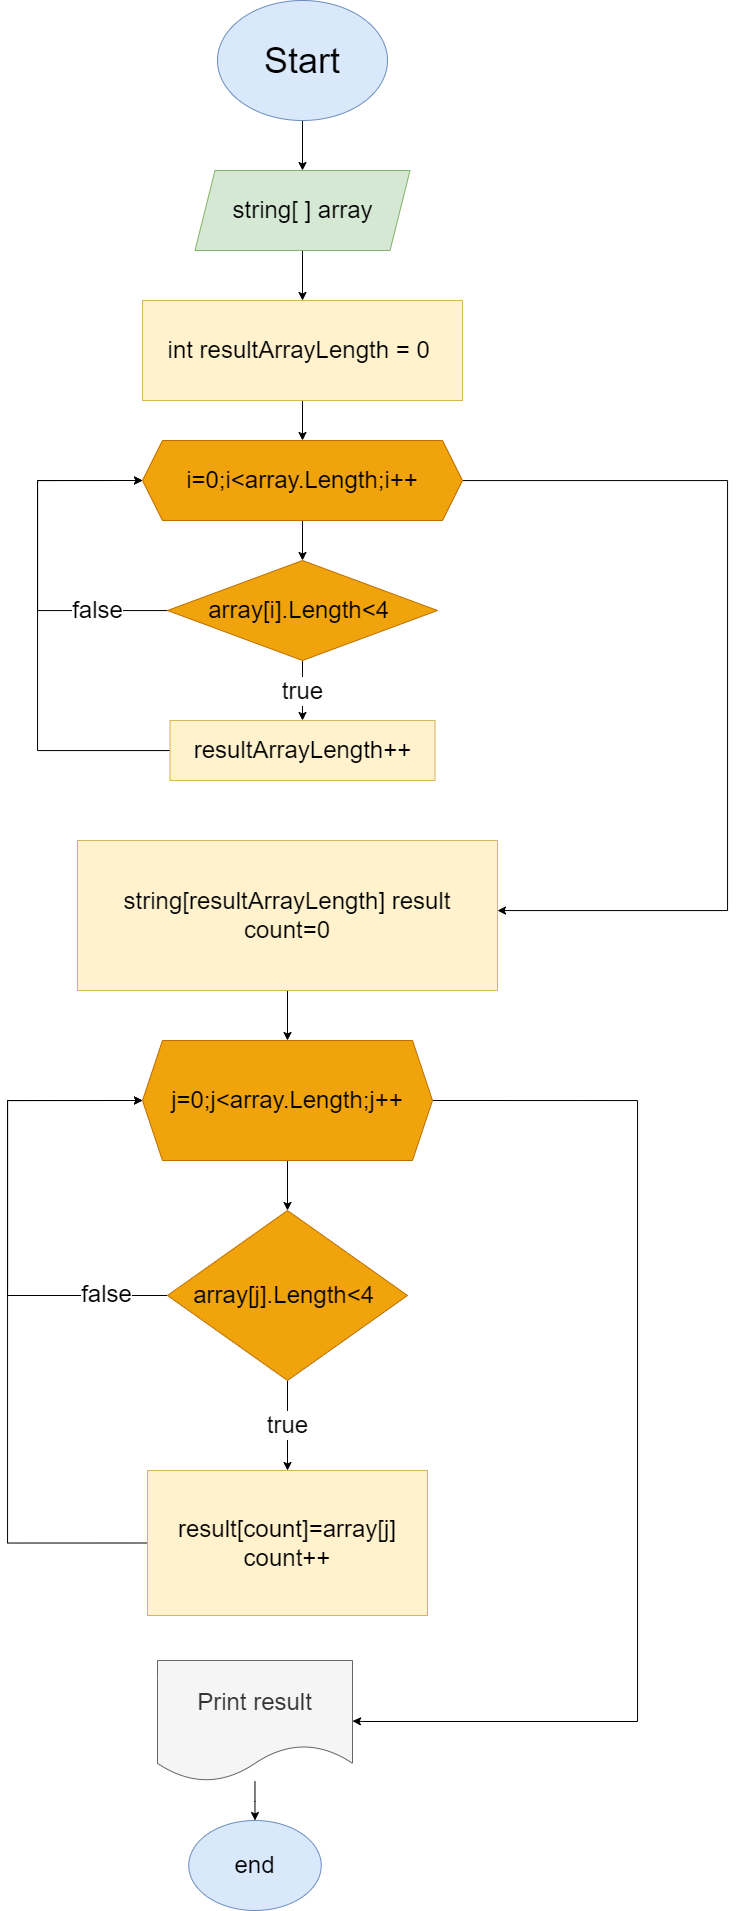 Start
string[ ] array
int resultArrayLength = 0
i=0;i<array.Length;i++
array[i].Length<4
false
true
resultArrayLength++
string[resultArrayLength] result
count=0
j=0;j<array.Length;j++
array[j].Length<4
false
true
result[count]=array[j]
count++
Print result
end